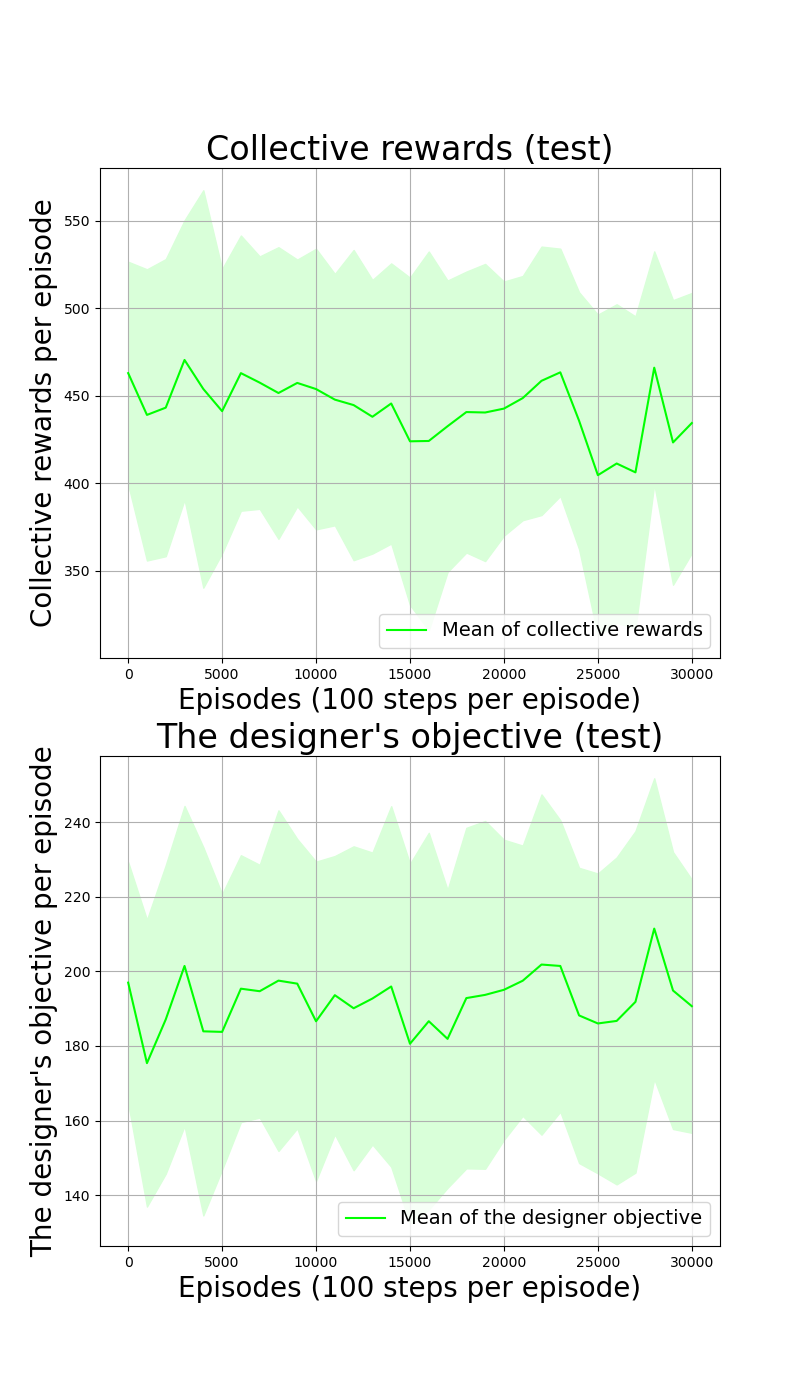 Collective rewards (test)
Collective rewards per episode
550
500
450
400
350
Mean of collective rewards
0 5000 10000 15000 20000 25000 30000
Episodes (100 steps per episode)
The designer's objective (test)
The designer's objective per episode
240
220
200
180
160
140
Mean of the designer objective
0 5000 10000 15000 20000 25000 30000
Episodes (100 steps per episode)